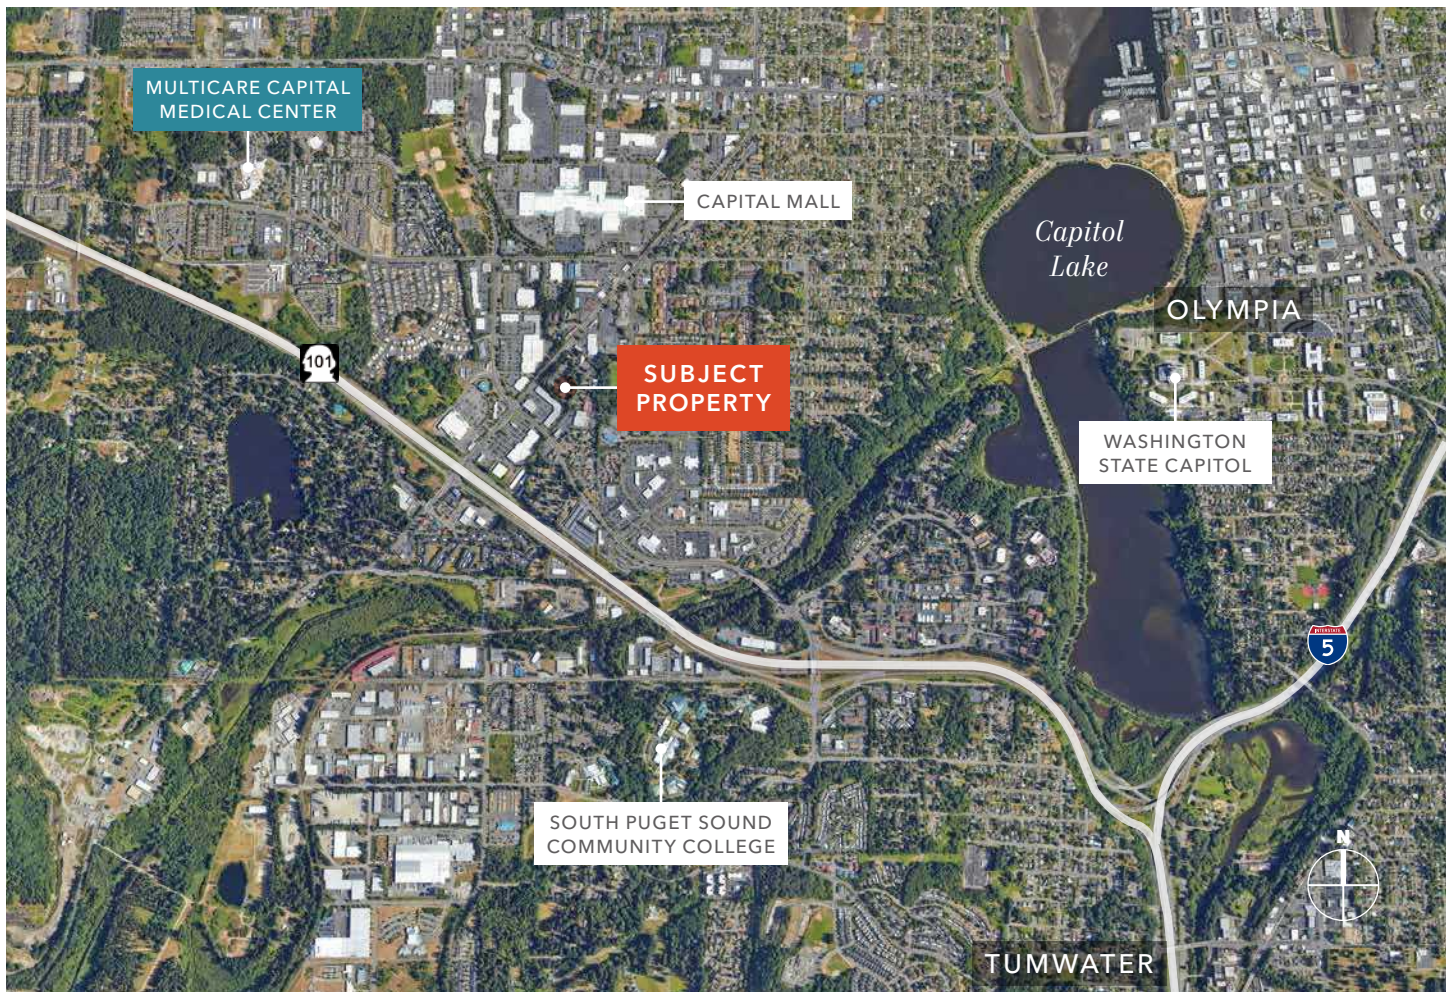 MULTICARE CAPITAL
MEDICAL CENTER
CAPITAL MALL
Capitol
Lake
OLYMPIA
101
SUBJECT
PROPERTY
WASHINGTON
STATE CAPITOL
INTERSTATE
5
SOUTH PUGET SOUND
COMMUNITY COLLEGE
N
TUMWATER